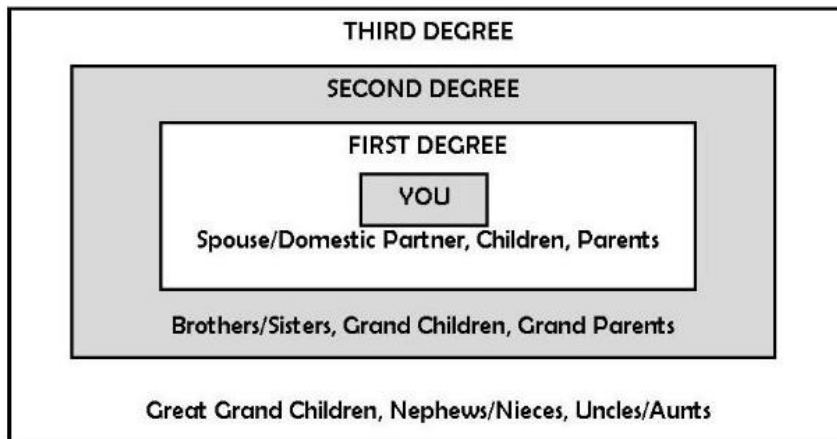 THIRD DEGREE
SECOND DEGREE
FIRST DEGREE
YOU
Spouse/Domestic Partner, Children, Parents
Brothers/Sisters, Grand Children, Grand Parents
Great Grand Children, Nephews/Nieces, Uncles/Aunts